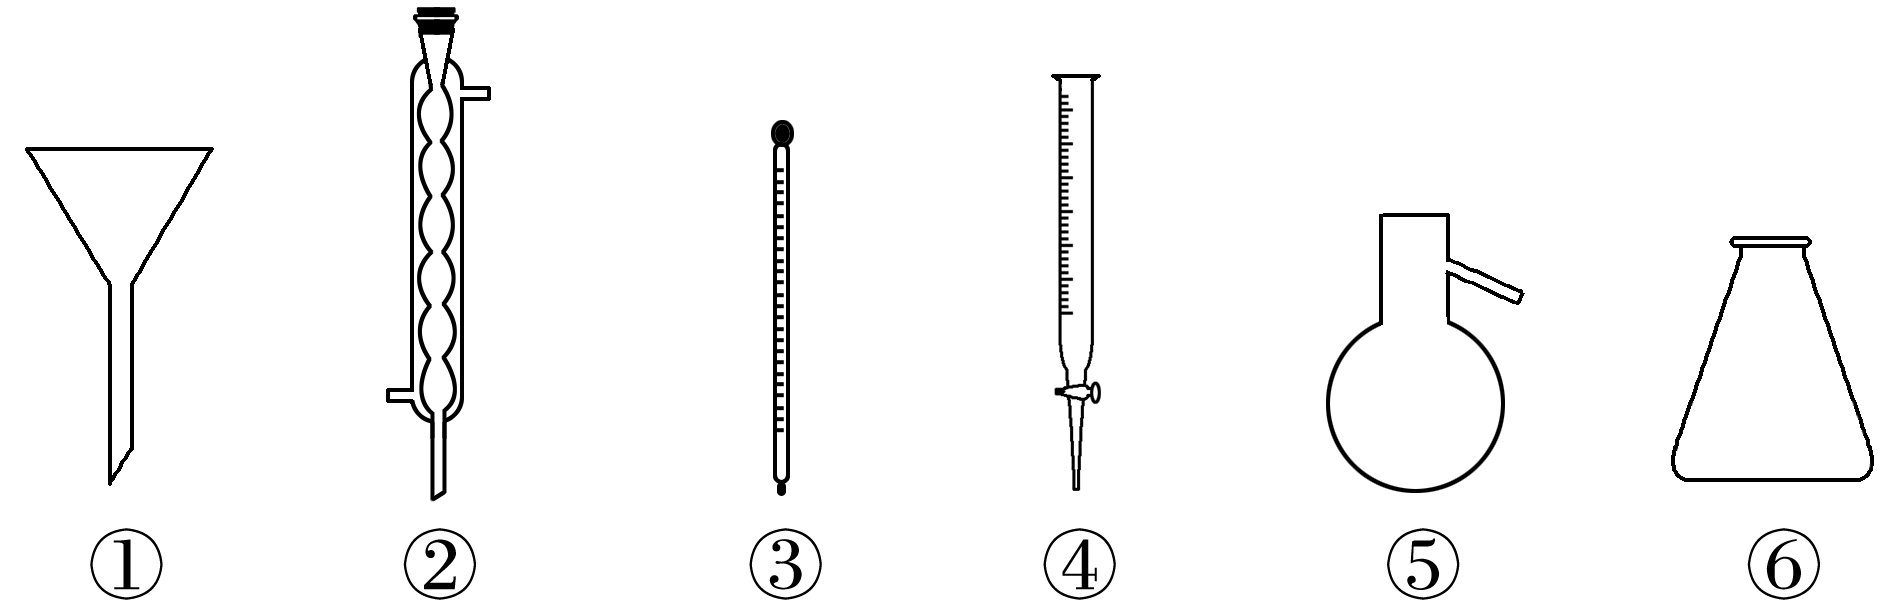 ① ② ③ ④ ⑤ ⑥